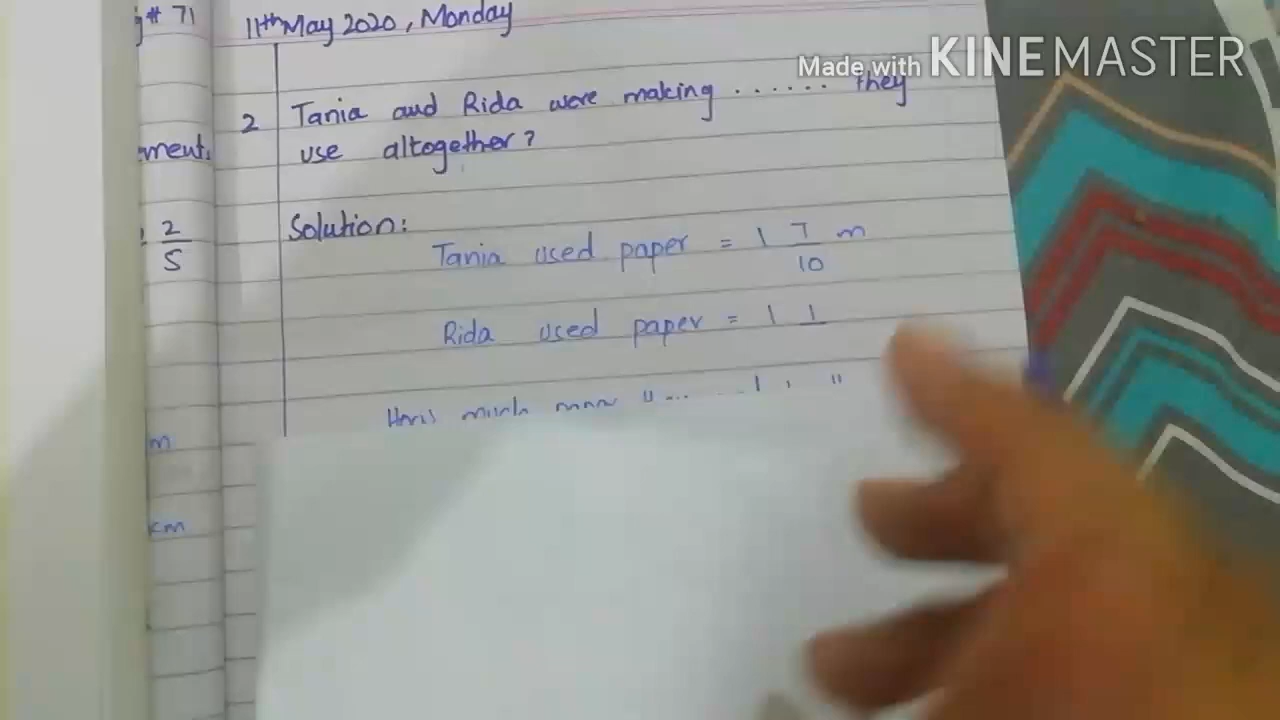 # 71
11th May 2020, Monday
Made with KINEMASTER
2 Tania and Rida were making ...... they
use altogether?
ment.
2/5
Solution:
Tania used paper = 1 7/10 m
Rida used paper = 1 1
m
km